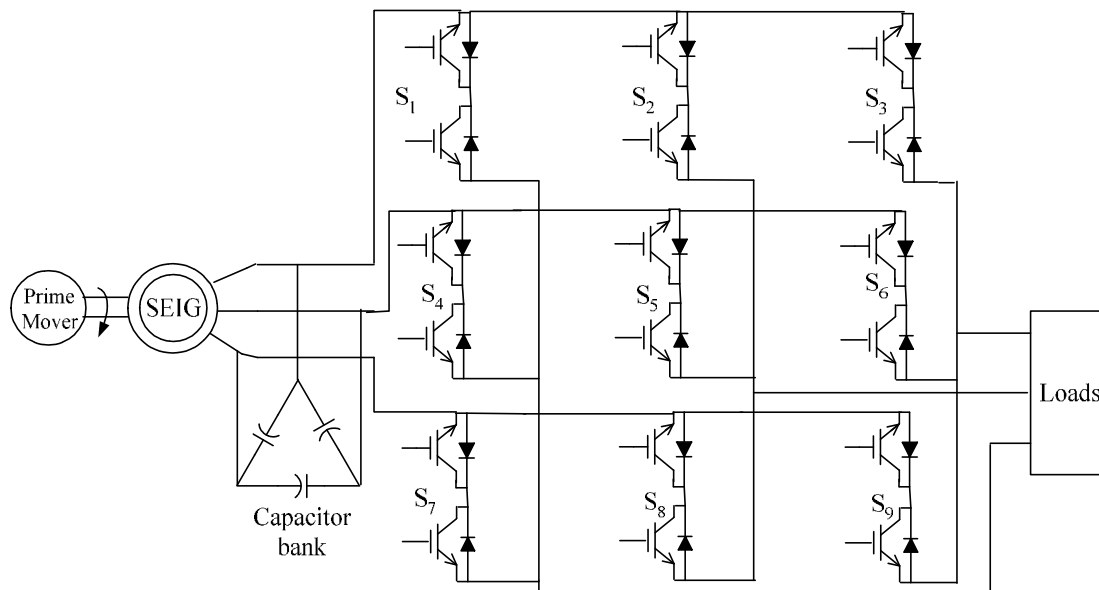 S1
S2
S3
Prime
Mover
SEIG
S4
S5
S6
Loads
S7
S8
S9
Capacitor
bank